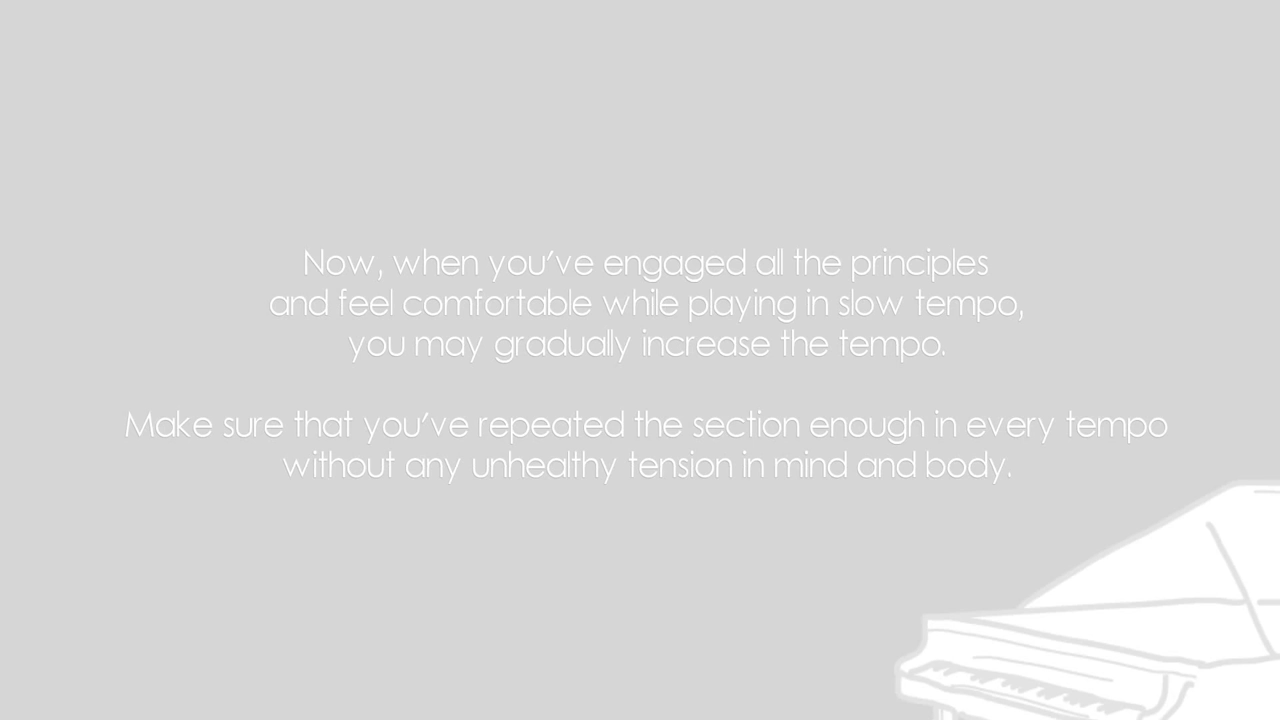 Now, when you've engaged all the principles
and feel comfortable while playing in slow tempo,
you may gradually increase the tempo.
Make sure that you've repeated the section enough in every tempo
without any unhealthy tension in mind and body.